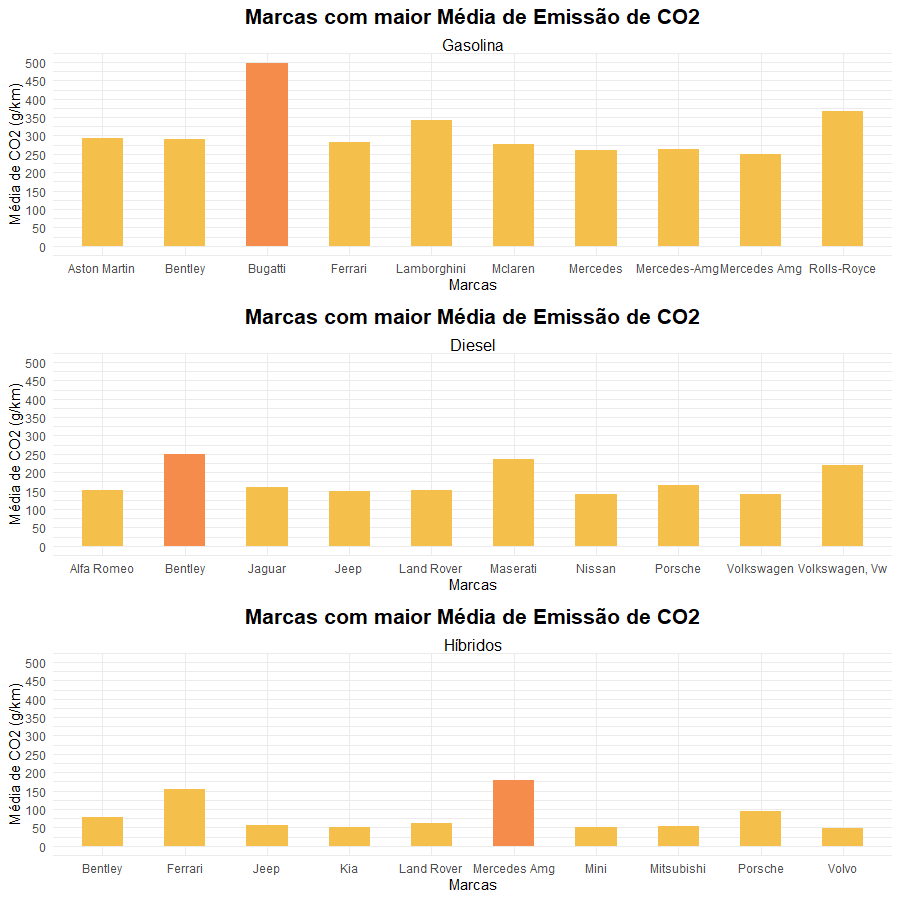 Marcas com maior Média de Emissão de CO2
Gasolina
Média de CO2 (g/km)
500
450
400
350
300
250
200
150
100
50
0
Aston Martin Bentley Bugatti Ferrari Lamborghini Mclaren Mercedes Mercedes-Amg Mercedes Amg Rolls-Royce
Marcas
Marcas com maior Média de Emissão de CO2
Diesel
Média de CO2 (g/km)
500
450
400
350
300
250
200
150
100
50
0
Alfa Romeo Bentley Jaguar Jeep Land Rover Maserati Nissan Porsche Volkswagen Volkswagen, Vw
Marcas
Marcas com maior Média de Emissão de CO2
Híbridos
Média de CO2 (g/km)
500
450
400
350
300
250
200
150
100
50
0
Bentley Ferrari Jeep Kia Land Rover Mercedes Amg Mini Mitsubishi Porsche Volvo
Marcas